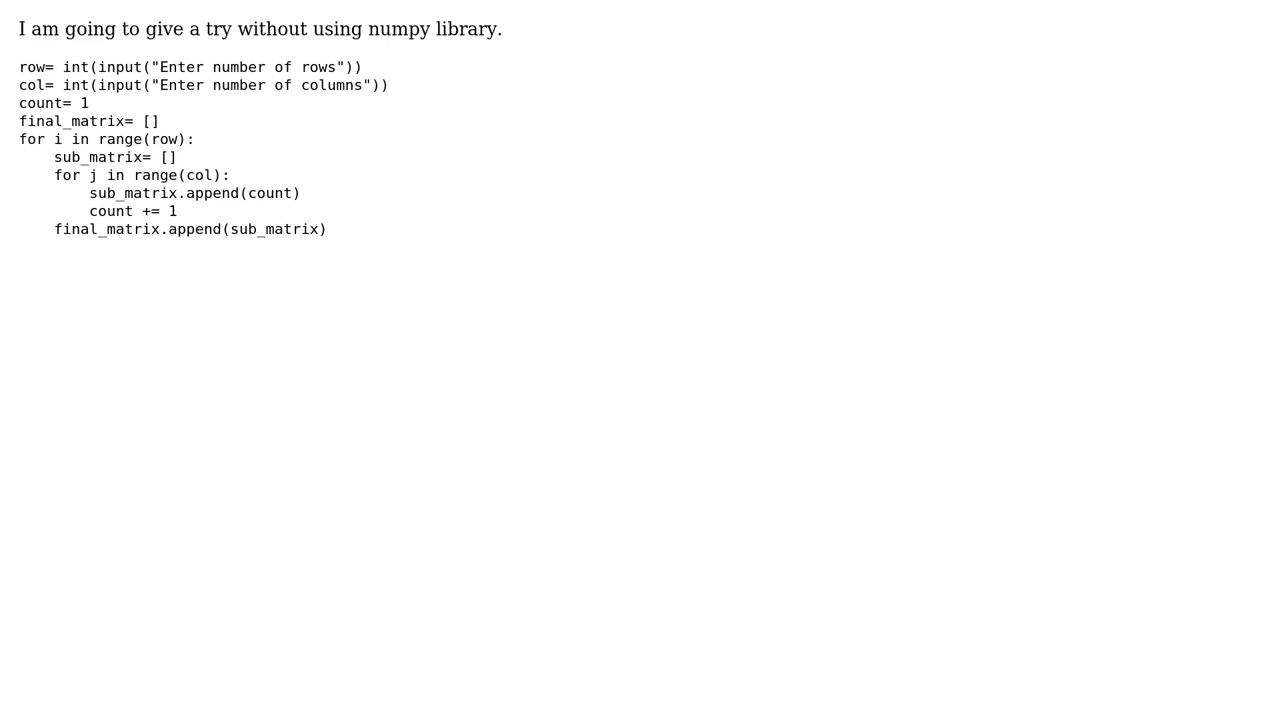 I am going to give a try without using numpy library.
row= int(input("Enter number of rows"))
col= int(input("Enter number of columns"))
count= 1
final_matrix= []
for i in range(row):
    sub_matrix= []
    for j in range(col):
        sub_matrix.append(count)
        count += 1
    final_matrix.append(sub_matrix)